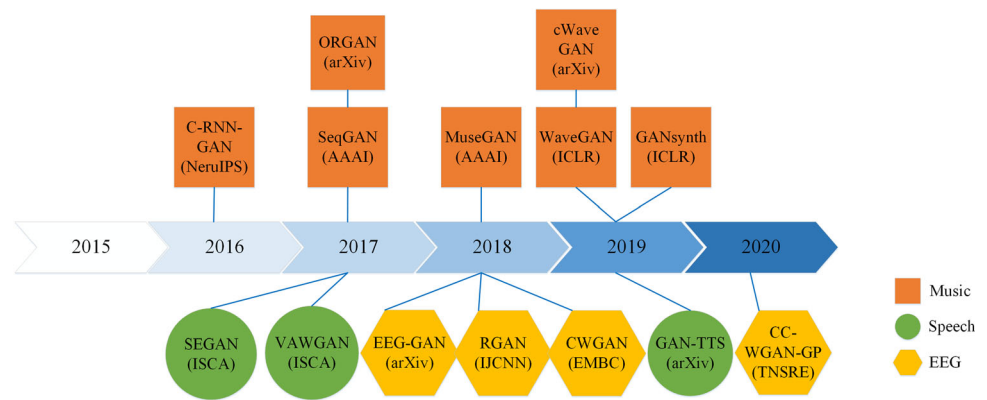 ORGAN
(arXiv)
cWave
GAN
(arXiv)
C-RNN-
GAN
(NeruIPS)
SeqGAN
(AAAI)
MuseGAN
(AAAI)
WaveGAN
(ICLR)
GANsynth
(ICLR)
2015
2016
2017
2018
2019
2020
SEGAN
(ISCA)
VAWGAN
(ISCA)
EEG-GAN
(arXiv)
RGAN
(IJCNN)
CWGAN
(EMBC)
GAN-TTS
(arXiv)
CC-
WGAN-GP
(TNSRE)
Music
Speech
EEG